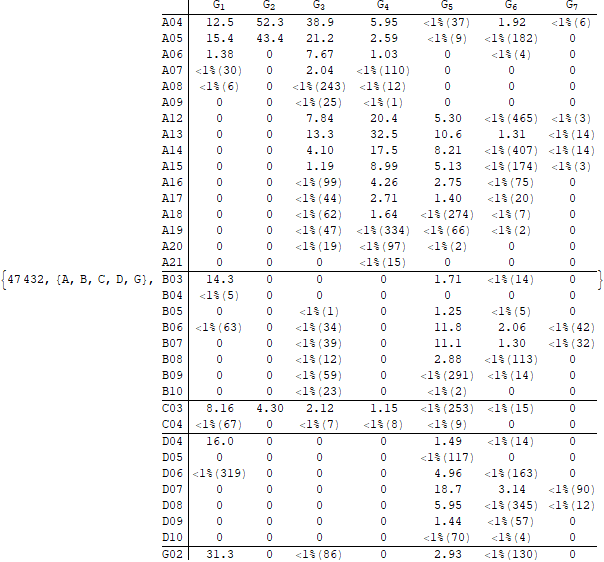 G₁ G₂ G₃ G₄ G₅ G₆ G₇
A04 12.5 52.3 38.9 5.95 <1%(37) 1.92 <1%(6)
A05 15.4 43.4 21.2 2.59 <1%(9) <1%(182) 0
A06 1.38 0 7.67 1.03 0 <1%(4) 0
A07 <1%(30) 0 2.04 <1%(110) 0 0 0
A08 <1%(6) 0 <1%(243) <1%(12) 0 0 0
A09 0 0 <1%(25) <1%(1) 0 0 0
A12 0 0 7.84 20.4 5.30 <1%(465) <1%(3)
A13 0 0 13.3 32.5 10.6 1.31 <1%(14)
A14 0 0 4.10 17.5 8.21 <1%(407) <1%(14)
A15 0 0 1.19 8.99 5.13 <1%(174) <1%(3)
A16 0 0 <1%(99) 4.26 2.75 <1%(75) 0
A17 0 0 <1%(44) 2.71 1.40 <1%(20) 0
A18 0 0 <1%(62) 1.64 <1%(274) <1%(7) 0
A19 0 0 <1%(47) <1%(334) <1%(66) <1%(2) 0
A20 0 0 <1%(19) <1%(97) <1%(2) 0 0
A21 0 0 0 <1%(15) 0 0 0
{47432, {A, B, C, D, G}, B03 14.3 0 0 0 1.71 <1%(14) 0 }
B04 <1%(5) 0 0 0 0 0 0
B05 0 0 <1%(1) 0 1.25 <1%(5) 0
B06 <1%(63) 0 <1%(34) 0 11.8 2.06 <1%(42)
B07 0 0 <1%(39) 0 11.1 1.30 <1%(32)
B08 0 0 <1%(12) 0 2.88 <1%(113) 0
B09 0 0 <1%(59) 0 <1%(291) <1%(14) 0
B10 0 0 <1%(23) 0 <1%(2) 0 0
C03 8.16 4.30 2.12 1.15 <1%(253) <1%(15) 0
C04 <1%(67) 0 <1%(7) <1%(8) <1%(9) 0 0
D04 16.0 0 0 0 1.49 <1%(14) 0
D05 0 0 0 0 <1%(117) 0 0
D06 <1%(319) 0 0 0 4.96 <1%(163) 0
D07 0 0 0 0 18.7 3.14 <1%(90)
D08 0 0 0 0 5.95 <1%(345) <1%(12)
D09 0 0 0 0 1.44 <1%(57) 0
D10 0 0 0 0 <1%(70) <1%(4) 0
G02 31.3 0 <1%(86) 0 2.93 <1%(130) 0